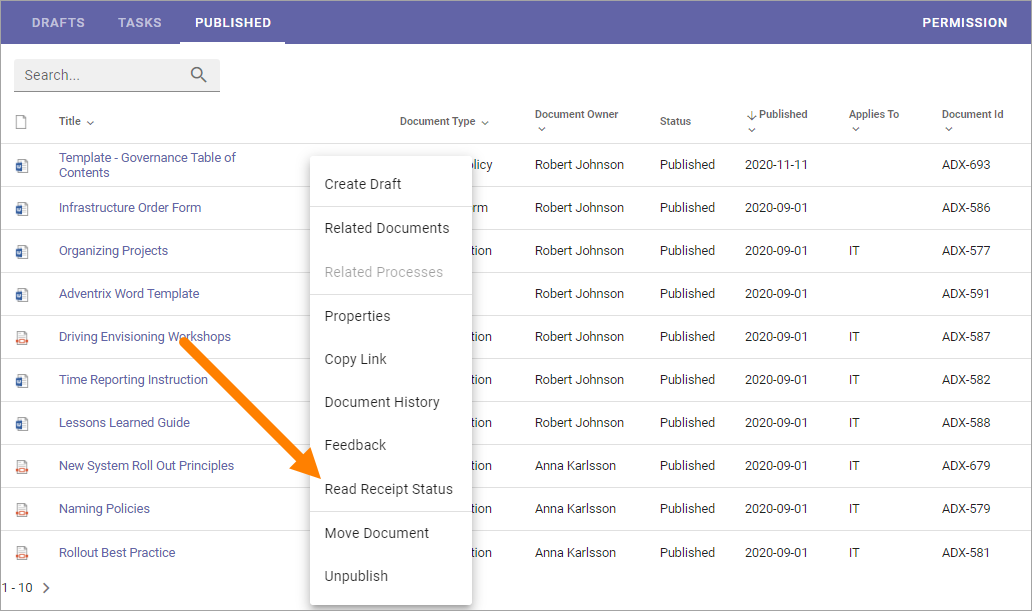 DRAFTS TASKS PUBLISHED PERMISSION
Search...
Title Document Type Document Owner Status Published Applies To Document Id
Template - Governance Table of
Contents
licy Robert Johnson Published 2020-11-11 ADX-693
Infrastructure Order Form rm Robert Johnson Published 2020-09-01 ADX-586
Organizing Projects tion Robert Johnson Published 2020-09-01 IT ADX-577
Adventrix Word Template Robert Johnson Published 2020-09-01 ADX-591
Driving Envisioning Workshops tion Robert Johnson Published 2020-09-01 IT ADX-587
Time Reporting Instruction tion Robert Johnson Published 2020-09-01 IT ADX-582
Lessons Learned Guide tion Robert Johnson Published 2020-09-01 IT ADX-588
New System Roll Out Principles tion Anna Karlsson Published 2020-09-01 IT ADX-679
Naming Policies tion Anna Karlsson Published 2020-09-01 IT ADX-579
Rollout Best Practice tion Anna Karlsson Published 2020-09-01 IT ADX-581
1 - 10
Create Draft
Related Documents
Related Processes
Properties
Copy Link
Document History
Feedback
Read Receipt Status
Move Document
Unpublish